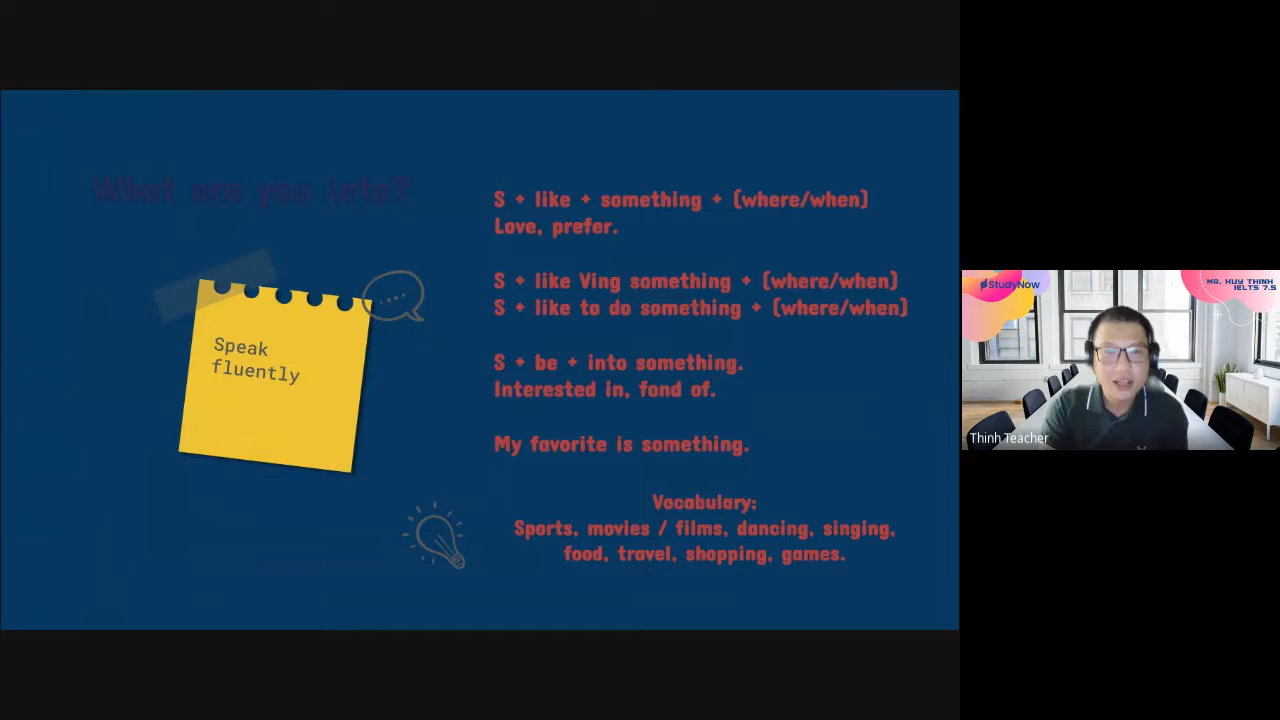 What are you into?
Speak
fluently
S + like + something + (where/when)
Love, prefer.
S + like Ving something + (where/when)
S + like to do something + (where/when)
S + be + into something.
Interested in, fond of.
My favorite is something.
Vocabulary:
Sports, movies / films, dancing, singing,
food, travel, shopping, games.
StudyNow
MR. HUY THINH
IELTS 7.5
Thinh Teacher